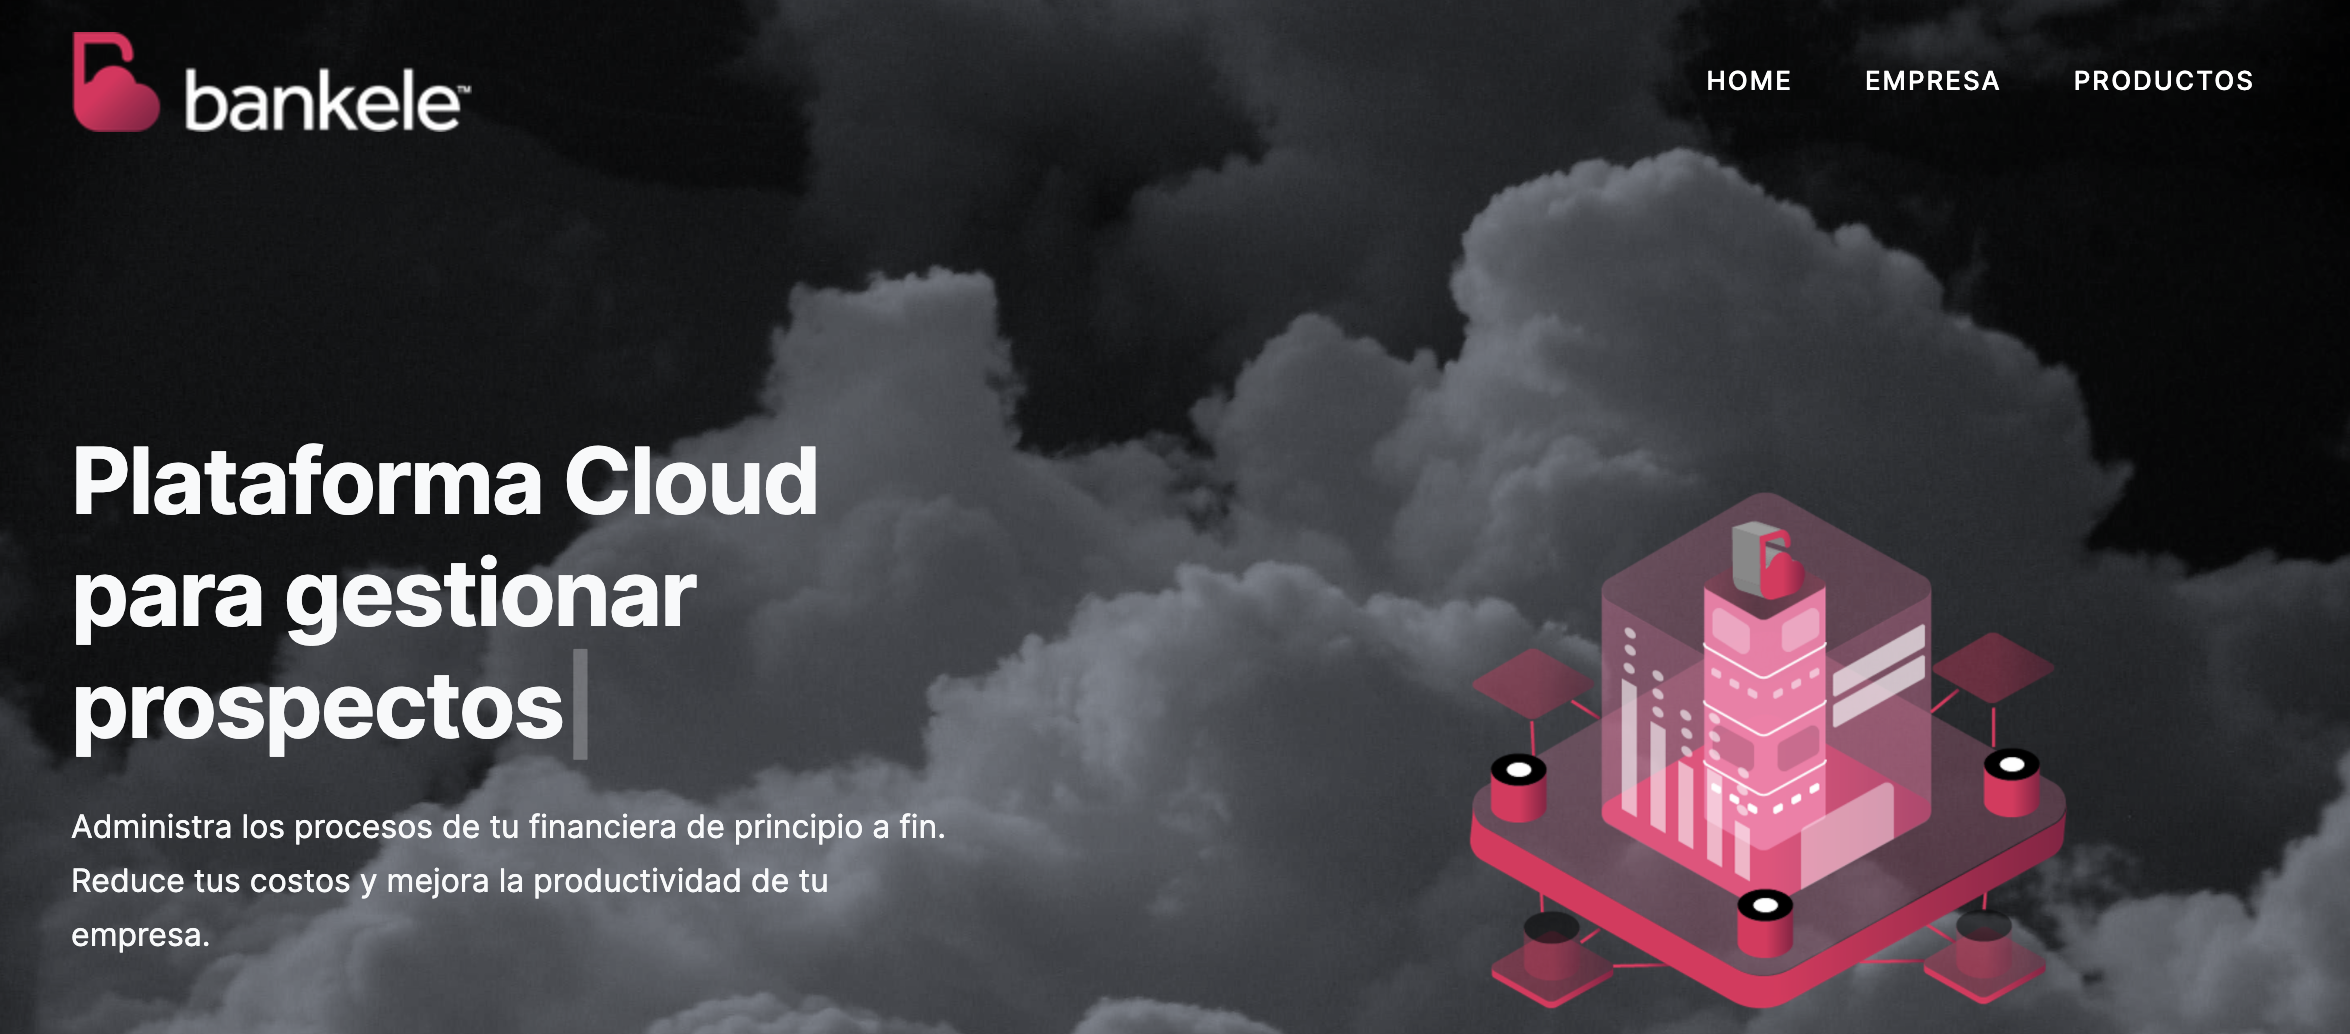 bankele™
HOME EMPRESA PRODUCTOS
Plataforma Cloud
para gestionar
prospectos
Administra los procesos de tu financiera de principio a fin.
Reduce tus costos y mejora la productividad de tu
empresa.